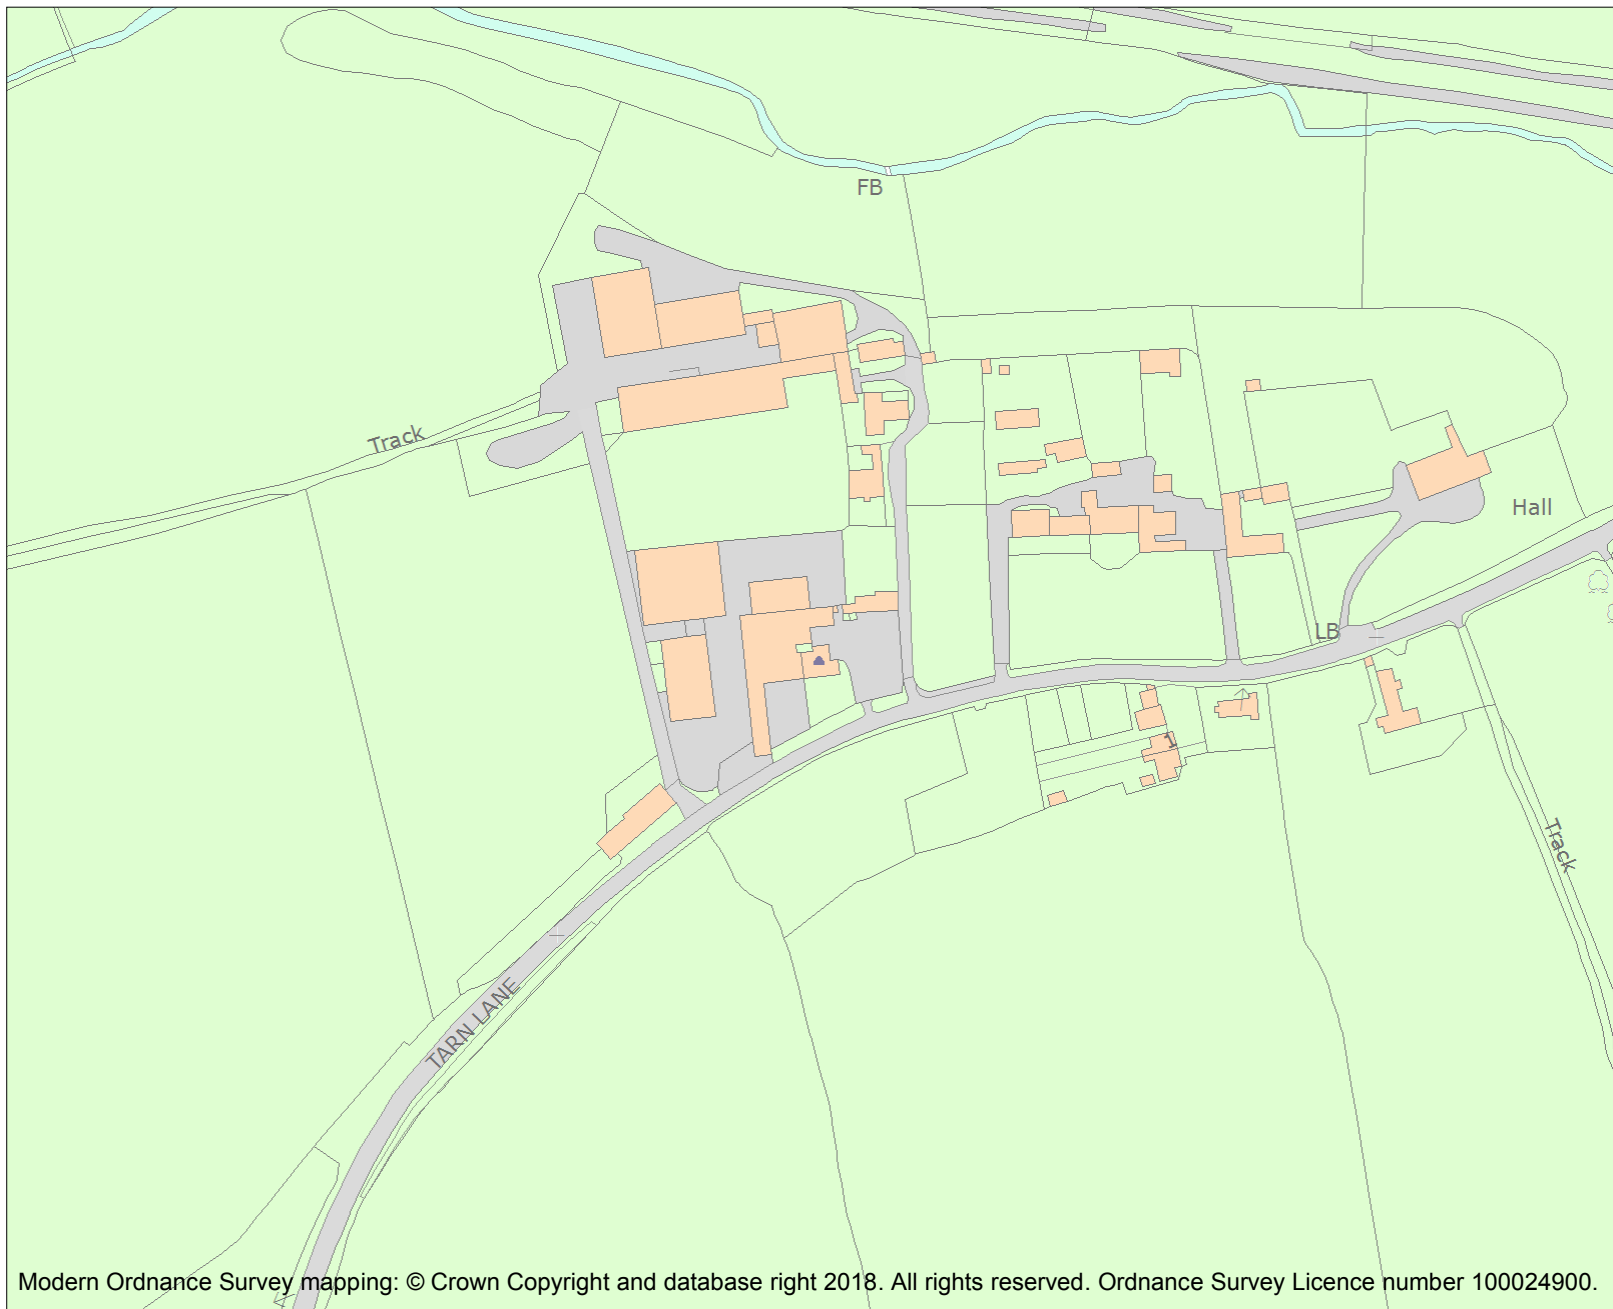 FB
Track
Hall
LB
1
Track
TARN LANE
Modern Ordnance Survey mapping: © Crown Copyright and database right 2018. All rights reserved. Ordnance Survey Licence number 100024900.